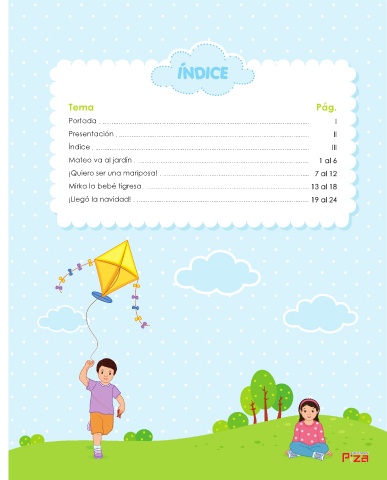 ÍNDICE
Tema Pág.
Portada I
Presentación II
Índice III
Mateo va al jardín 1 al 6
¡Quiero ser una mariposa! 7 al 12
Mirka la bebé tigresa 13 al 18
¡Llegó la navidad! 19 al 24
P'za